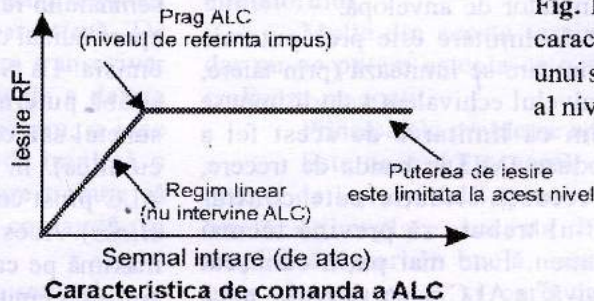 Prag ALC
(nivelul de referinta impus)
Iesire RF
Regim linear
(nu intervine ALC)
Puterea de iesire
este limitata la acest nivel
Semnal intrare (de atac)
Caracteristica de comanda a ALC
Fig.
carac
unui s
al niv